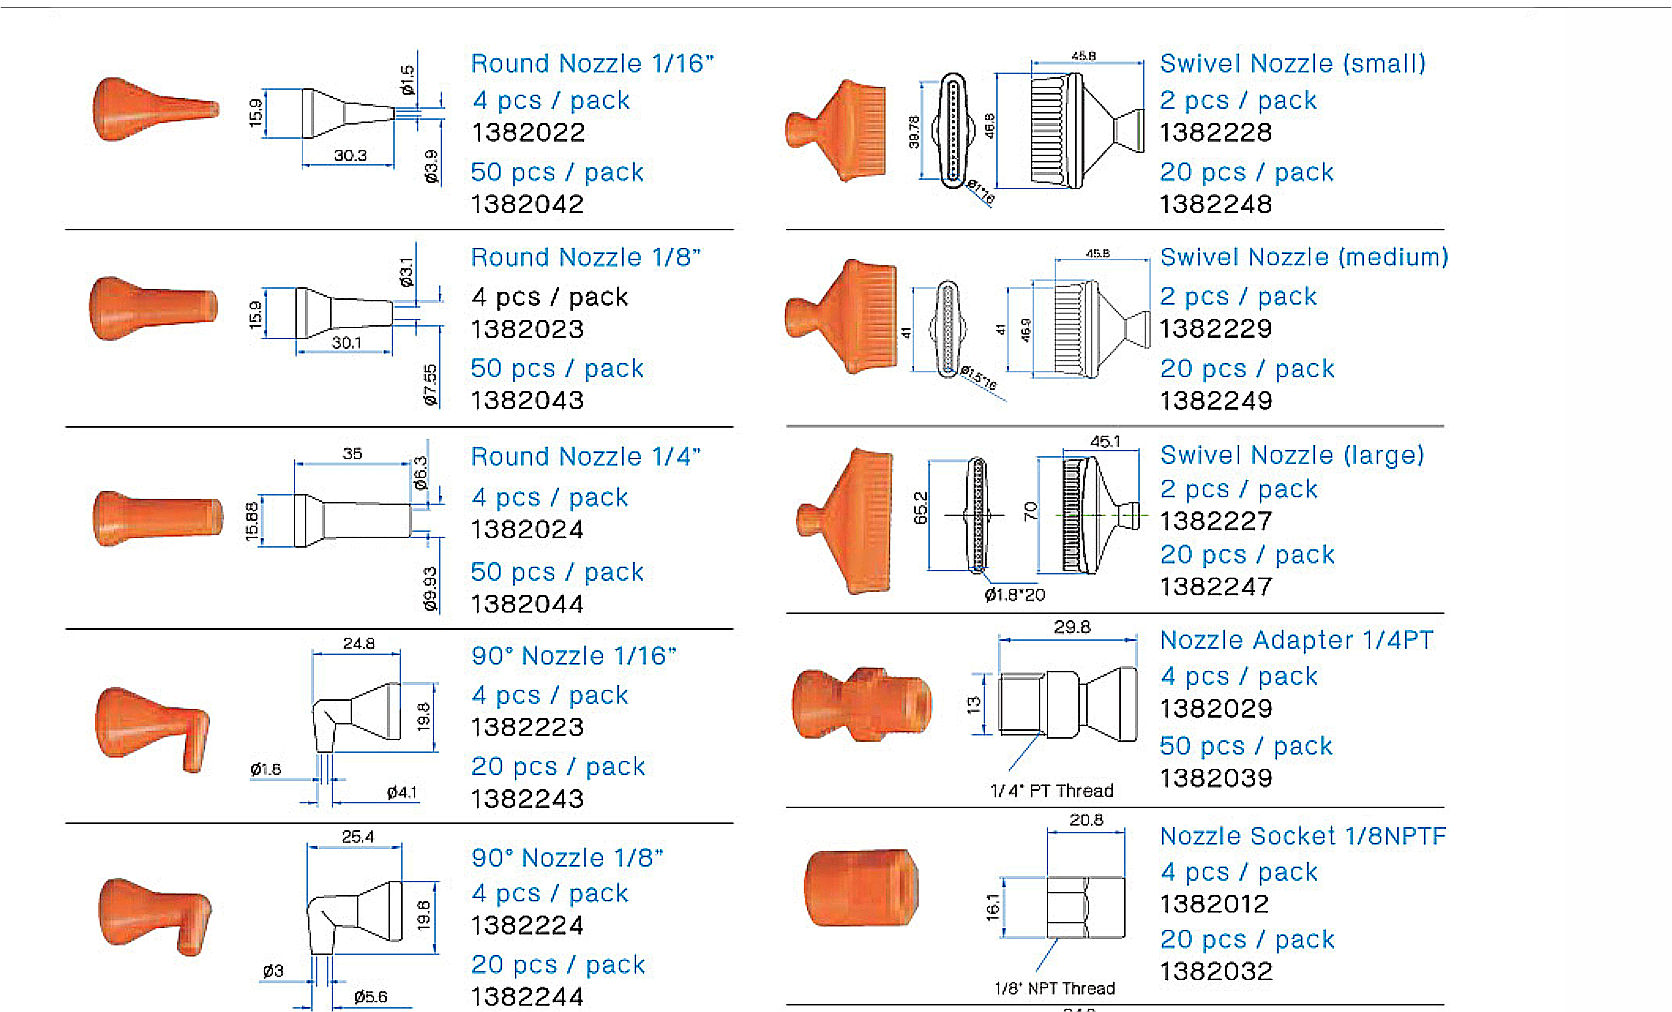 Round Nozzle 1/16”
4 pcs / pack
1382022
50 pcs / pack
1382042
15.9
30.3
Ø1.5
Ø3.9
Round Nozzle 1/8”
4 pcs / pack
1382023
50 pcs / pack
1382043
15.9
30.1
Ø3.1
Ø7.55
Round Nozzle 1/4”
4 pcs / pack
1382024
50 pcs / pack
1382044
35
15.88
Ø6.3
Ø9.93
90° Nozzle 1/16”
4 pcs / pack
1382223
20 pcs / pack
1382243
24.8
19.8
Ø1.8
Ø4.1
90° Nozzle 1/8”
4 pcs / pack
1382224
20 pcs / pack
1382244
25.4
19.8
Ø3
Ø5.6
Swivel Nozzle (small)
2 pcs / pack
1382228
20 pcs / pack
1382248
45.8
39.78
46.8
Ø1*16
Swivel Nozzle (medium)
2 pcs / pack
1382229
20 pcs / pack
1382249
45.8
41
41
46.9
Ø1.5*16
Swivel Nozzle (large)
2 pcs / pack
1382227
20 pcs / pack
1382247
45.1
65.2
70
Ø1.8*20
Nozzle Adapter 1/4PT
4 pcs / pack
1382029
50 pcs / pack
1382039
29.8
13
1/4" PT Thread
Nozzle Socket 1/8NPTF
4 pcs / pack
1382012
20 pcs / pack
1382032
20.8
16.1
1/8" NPT Thread